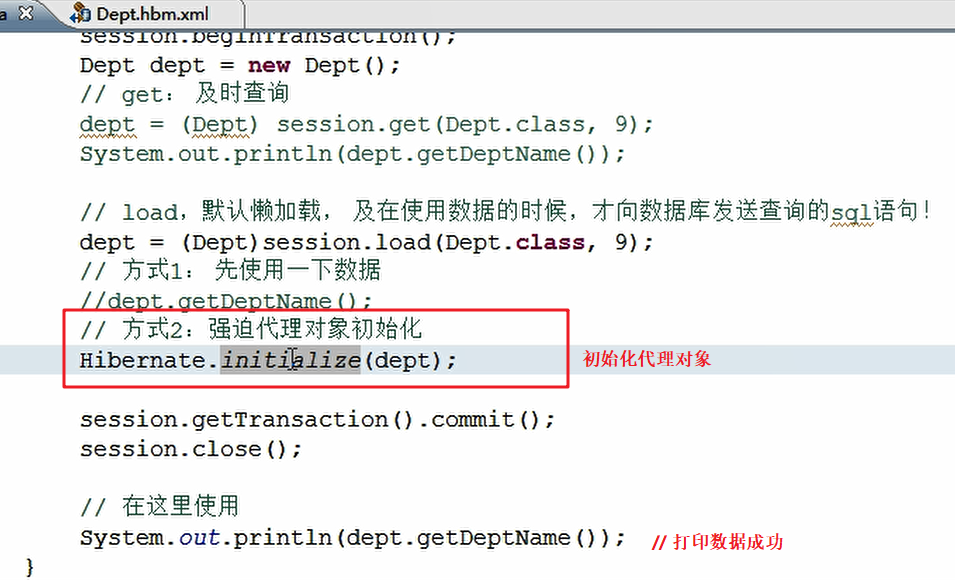 a Dept.hbm.xml
session.beginTransaction();
Dept dept = new Dept();
// get: 及时查询
dept = (Dept) session.get(Dept.class, 9);
System.out.println(dept.getDeptName());
// load，默认懒加载， 及在使用数据的时候，才向数据库发送查询的sql语句！
dept = (Dept)session.load(Dept.class, 9);
// 方式1： 先使用一下数据
//dept.getDeptName();
// 方式2：强迫代理对象初始化
Hibernate.initialize(dept); 初始化代理对象
session.getTransaction().commit();
session.close();
// 在这里使用
System.out.println(dept.getDeptName()); // 打印数据成功
}